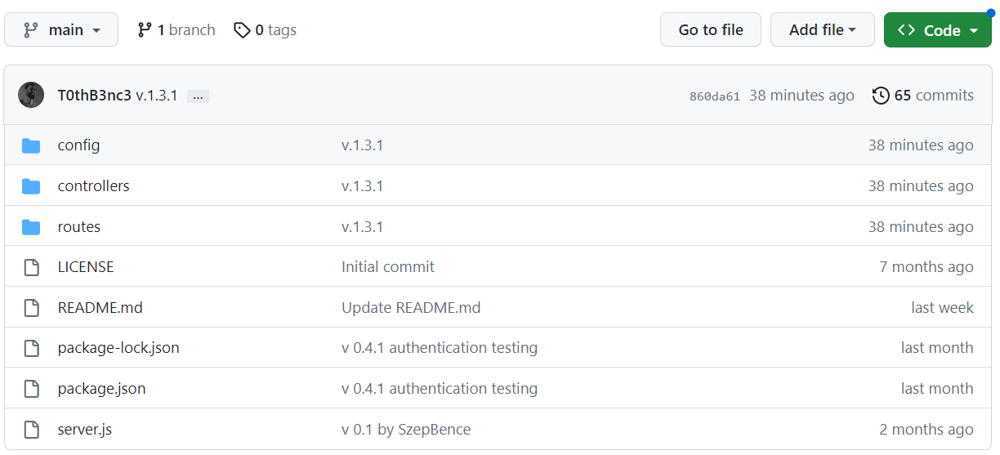 main 1 branch 0 tags Go to file Add file Code
T0thB3nc3 v.1.3.1 ... 860da61 38 minutes ago 65 commits
config v.1.3.1 38 minutes ago
controllers v.1.3.1 38 minutes ago
routes v.1.3.1 38 minutes ago
LICENSE Initial commit 7 months ago
README.md Update README.md last week
package-lock.json v 0.4.1 authentication testing last month
package.json v 0.4.1 authentication testing last month
server.js v 0.1 by SzepBence 2 months ago